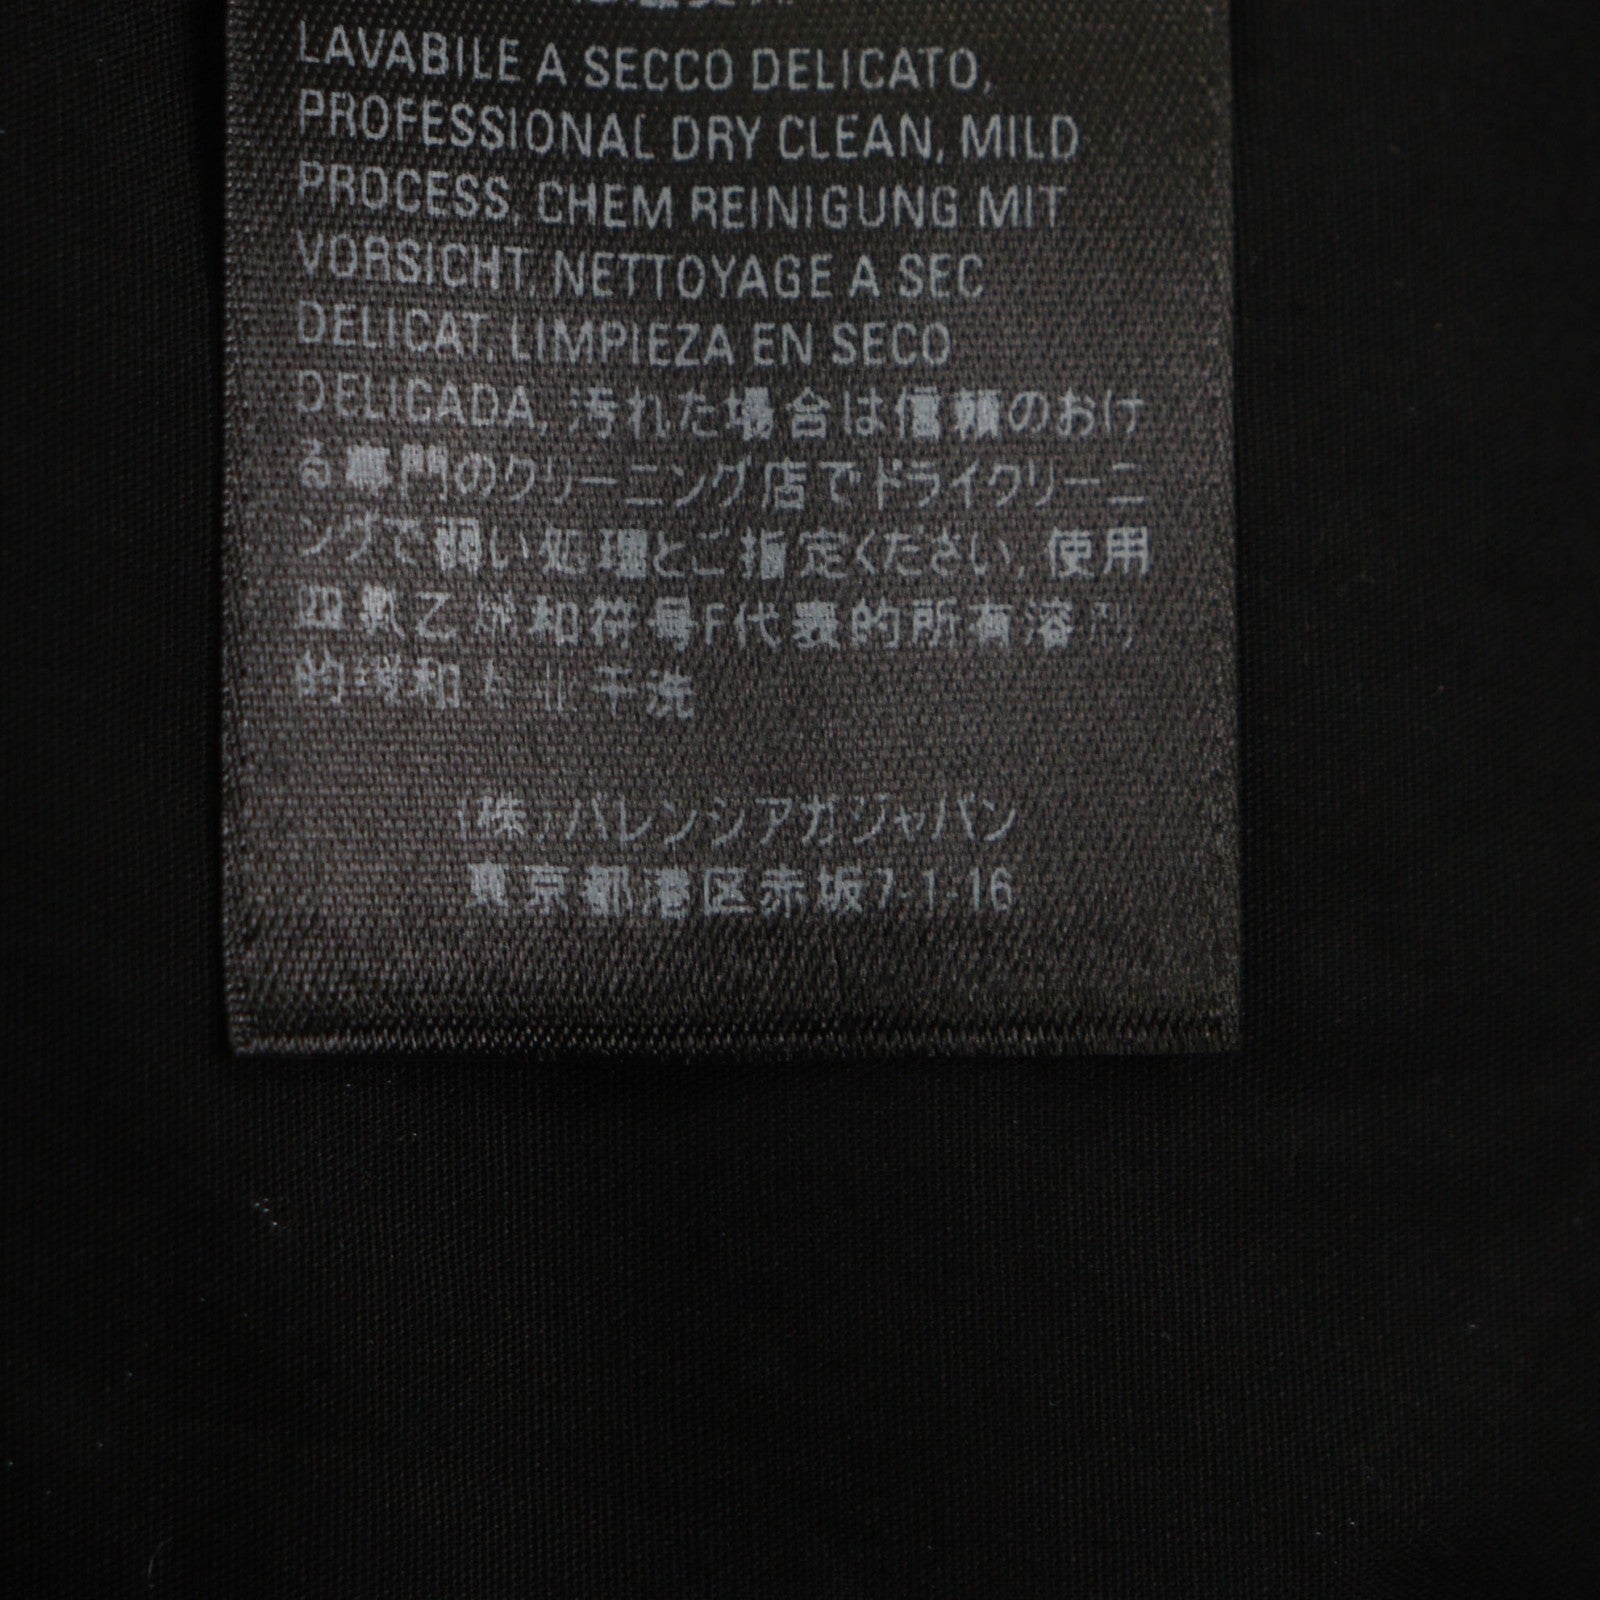 LAVABILE A SECCO DELICATO,
PROFESSIONAL DRY CLEAN, MILD
PROCESS, CHEM REINIGUNG MIT
VORSICHT, NETTOYAGE A SEC
DELICAT, LIMPIEZA EN SECO
DELICADA, 汚れた場合は信頼のおけ
る専門のクリーニング店でドライクリーニ
ングで弱い処理とご指定ください, 使用
四氯乙烯和符号F代表的所有溶剂
的缓和专业干洗
(株)バレンシアガジャパン
東京都港区赤坂7-1-16